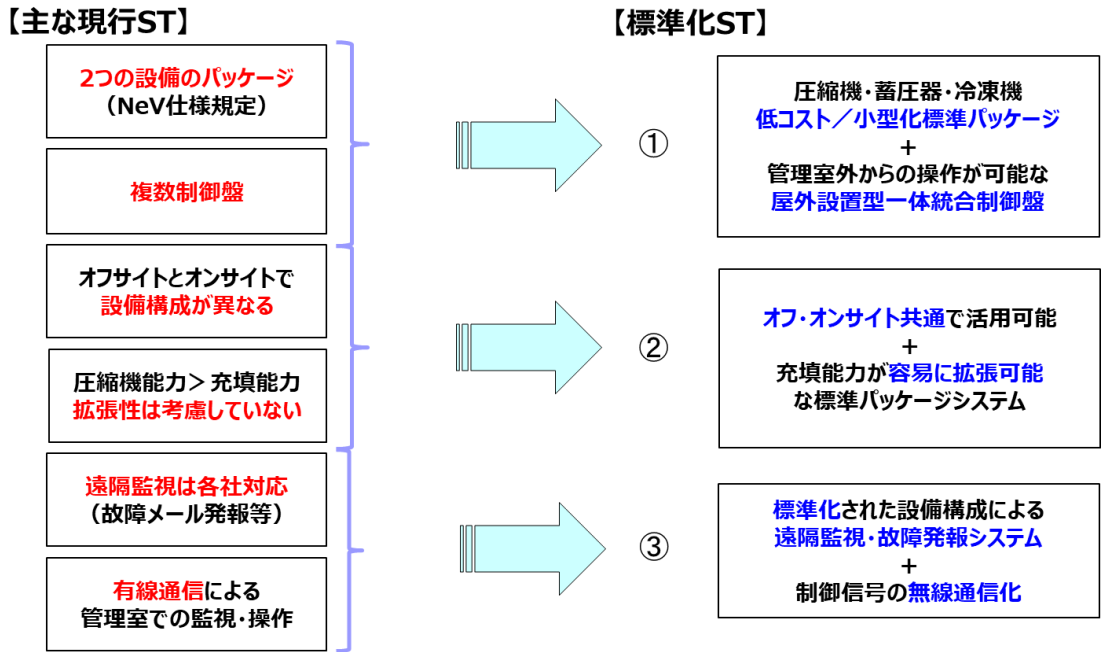 【主な現行ST】
【標準化ST】
2つの設備のパッケージ
（NeV仕様規定）
複数制御盤
①
圧縮機・蓄圧器・冷凍機
低コスト／小型化標準パッケージ
+
管理室外からの操作が可能な
屋外設置型一体統合制御盤
オフサイトとオンサイトで
設備構成が異なる
圧縮機能力＞充填能力
拡張性は考慮していない
②
オフ・オンサイト共通で活用可能
+
充填能力が容易に拡張可能
な標準パッケージシステム
遠隔監視は各社対応
（故障メール発報等）
有線通信による
管理室での監視・操作
③
標準化された設備構成による
遠隔監視・故障発報システム
+
制御信号の無線通信化